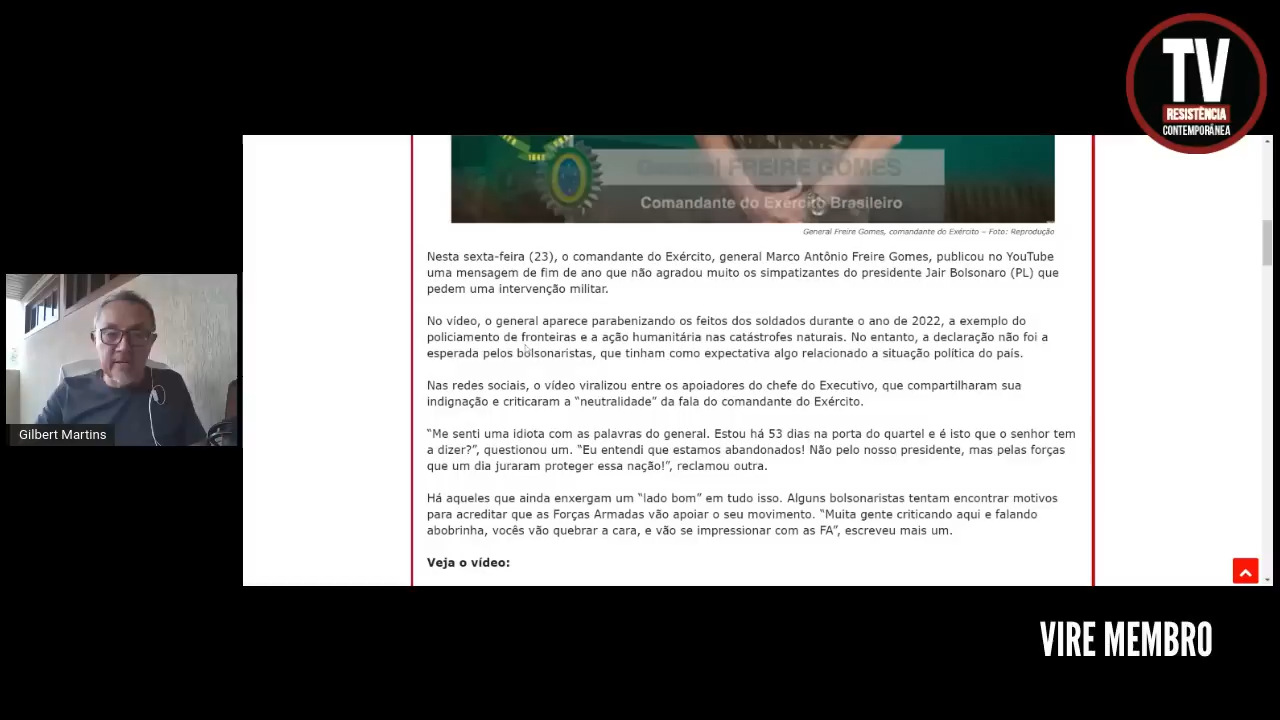 TV
RESISTÊNCIA
CONTEMPORÂNEA
General FREIRE GOMES
Comandante do Exército Brasileiro
General Freire Gomes, comandante do Exército – Foto: Reprodução
Nesta sexta-feira (23), o comandante do Exército, general Marco Antônio Freire Gomes, publicou no YouTube
uma mensagem de fim de ano que não agradou muito os simpatizantes do presidente Jair Bolsonaro (PL) que
pedem uma intervenção militar.
No vídeo, o general aparece parabenizando os feitos dos soldados durante o ano de 2022, a exemplo do
policiamento de fronteiras e a ação humanitária nas catástrofes naturais. No entanto, a declaração não foi a
esperada pelos bolsonaristas, que tinham como expectativa algo relacionado a situação política do país.
Nas redes sociais, o vídeo viralizou entre os apoiadores do chefe do Executivo, que compartilharam sua
indignação e criticaram a “neutralidade” da fala do comandante do Exército.
“Me senti uma idiota com as palavras do general. Estou há 53 dias na porta do quartel e é isto que o senhor tem
a dizer?”, questionou um. “Eu entendi que estamos abandonados! Não pelo nosso presidente, mas pelas forças
que um dia juraram proteger essa nação!”, reclamou outra.
Há aqueles que ainda enxergam um “lado bom” em tudo isso. Alguns bolsonaristas tentam encontrar motivos
para acreditar que as Forças Armadas vão apoiar o seu movimento. “Muita gente criticando aqui e falando
abobrinha, vocês vão quebrar a cara, e vão se impressionar com as FA”, escreveu mais um.
Veja o vídeo:
Gilbert Martins
VIRE MEMBRO